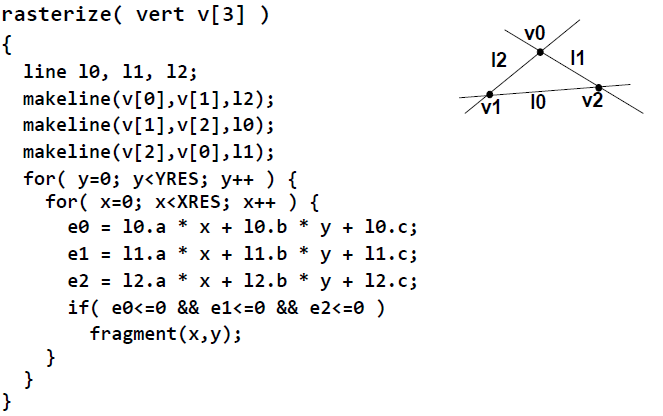 rasterize( vert v[3] )
{
  line l0, l1, l2;
  makeline(v[0],v[1],l2);
  makeline(v[1],v[2],l0);
  makeline(v[2],v[0],l1);
  for( y=0; y<YRES; y++ ) {
    for( x=0; x<XRES; x++ ) {
      e0 = l0.a * x + l0.b * y + l0.c;
      e1 = l1.a * x + l1.b * y + l1.c;
      e2 = l2.a * x + l2.b * y + l2.c;
      if( e0<=0 && e1<=0 && e2<=0 )
        fragment(x,y);
    }
  }
}
v0
l2 l1
v1 l0 v2